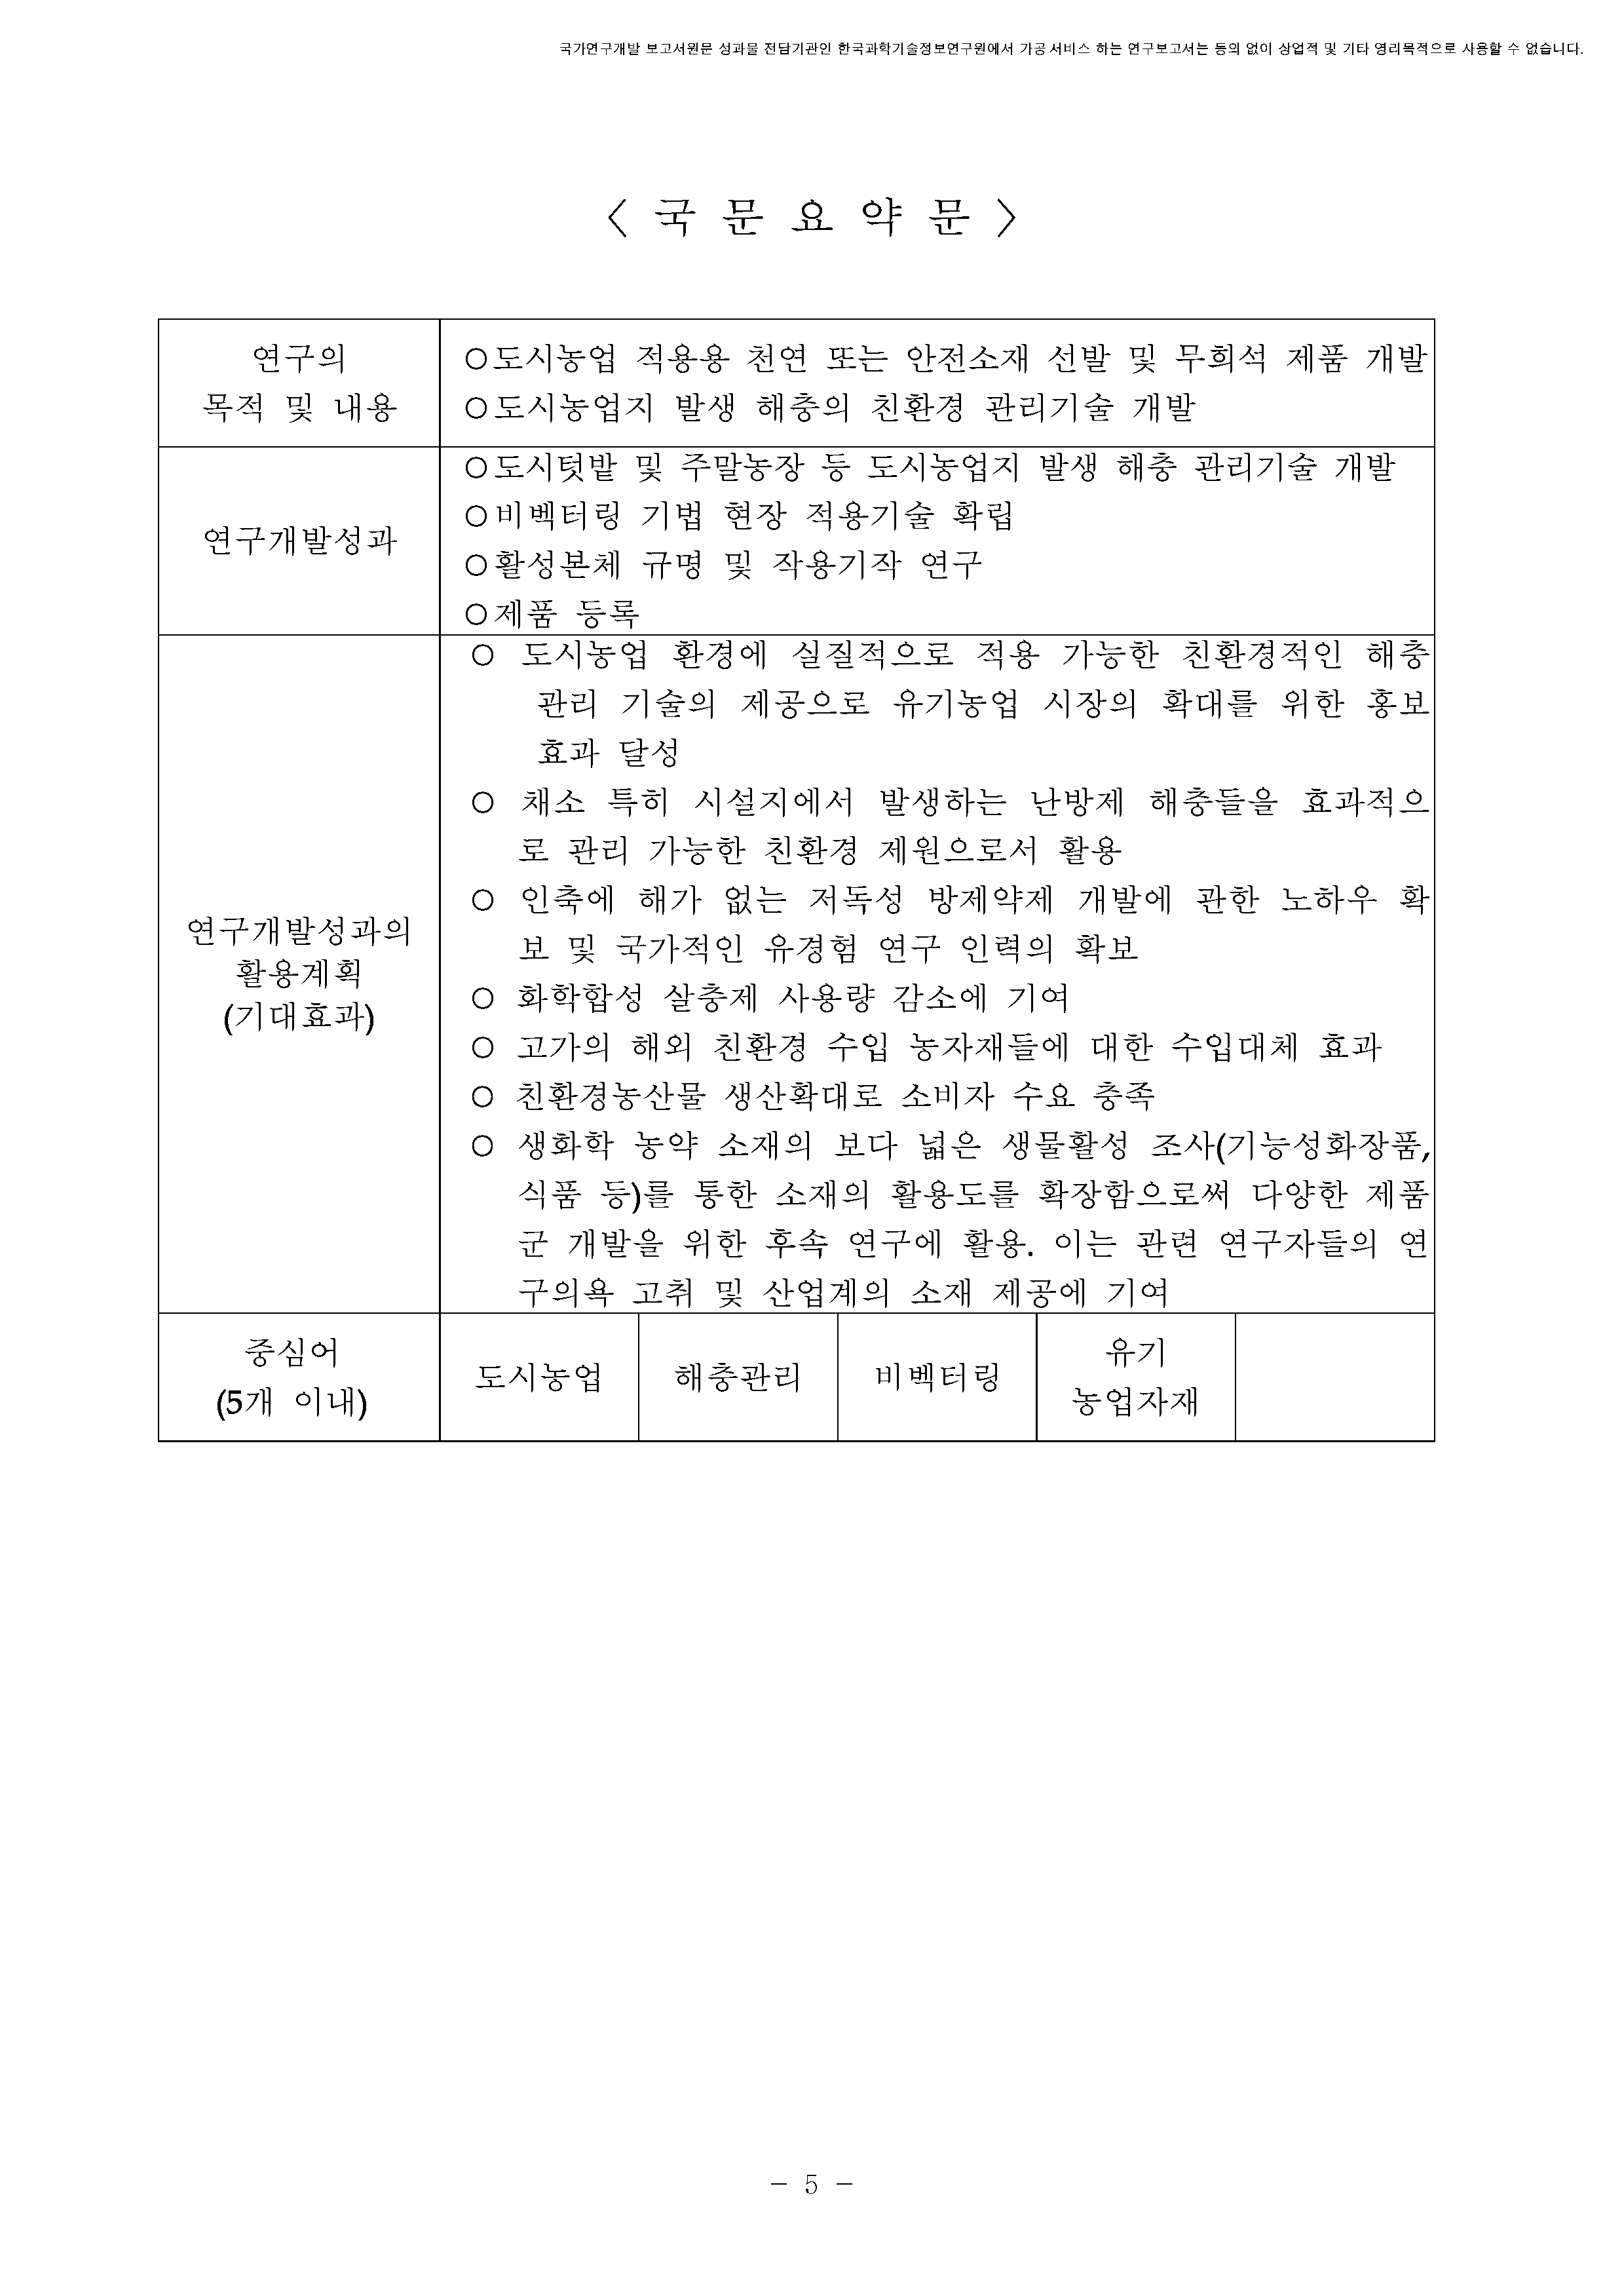 국가연구개발 보고서원문 성과물 전담기관인 한국과학기술정보연구원에서 가공·서비스 하는 연구보고서는 동의 없이 상업적 및 기타 영리목적으로 사용할 수 없습니다.
〈 국 문 요 약 문 〉
연구의
목적 및 내용
○도시농업 적용용 천연 또는 안전소재 선발 및 무희석 제품 개발
○도시농업지 발생 해충의 친환경 관리기술 개발
연구개발성과
○도시텃밭 및 주말농장 등 도시농업지 발생 해충 관리기술 개발
○비벡터링 기법 현장 적용기술 확립
○활성본체 규명 및 작용기작 연구
○제품 등록
연구개발성과의
활용계획
(기대효과)
○ 도시농업 환경에 실질적으로 적용 가능한 친환경적인 해충
관리 기술의 제공으로 유기농업 시장의 확대를 위한 홍보
효과 달성
○ 채소 특히 시설지에서 발생하는 난방제 해충들을 효과적으
로 관리 가능한 친환경 제원으로서 활용
○ 인축에 해가 없는 저독성 방제약제 개발에 관한 노하우 확
보 및 국가적인 유경험 연구 인력의 확보
○ 화학합성 살충제 사용량 감소에 기여
○ 고가의 해외 친환경 수입 농자재들에 대한 수입대체 효과
○ 친환경농산물 생산확대로 소비자 수요 충족
○ 생화학 농약 소재의 보다 넓은 생물활성 조사(기능성화장품,
식품 등)를 통한 소재의 활용도를 확장함으로써 다양한 제품
군 개발을 위한 후속 연구에 활용. 이는 관련 연구자들의 연
구의욕 고취 및 산업계의 소재 제공에 기여
중심어
(5개 이내)
도시농업
해충관리
비벡터링
유기
농업자재
- 5 -